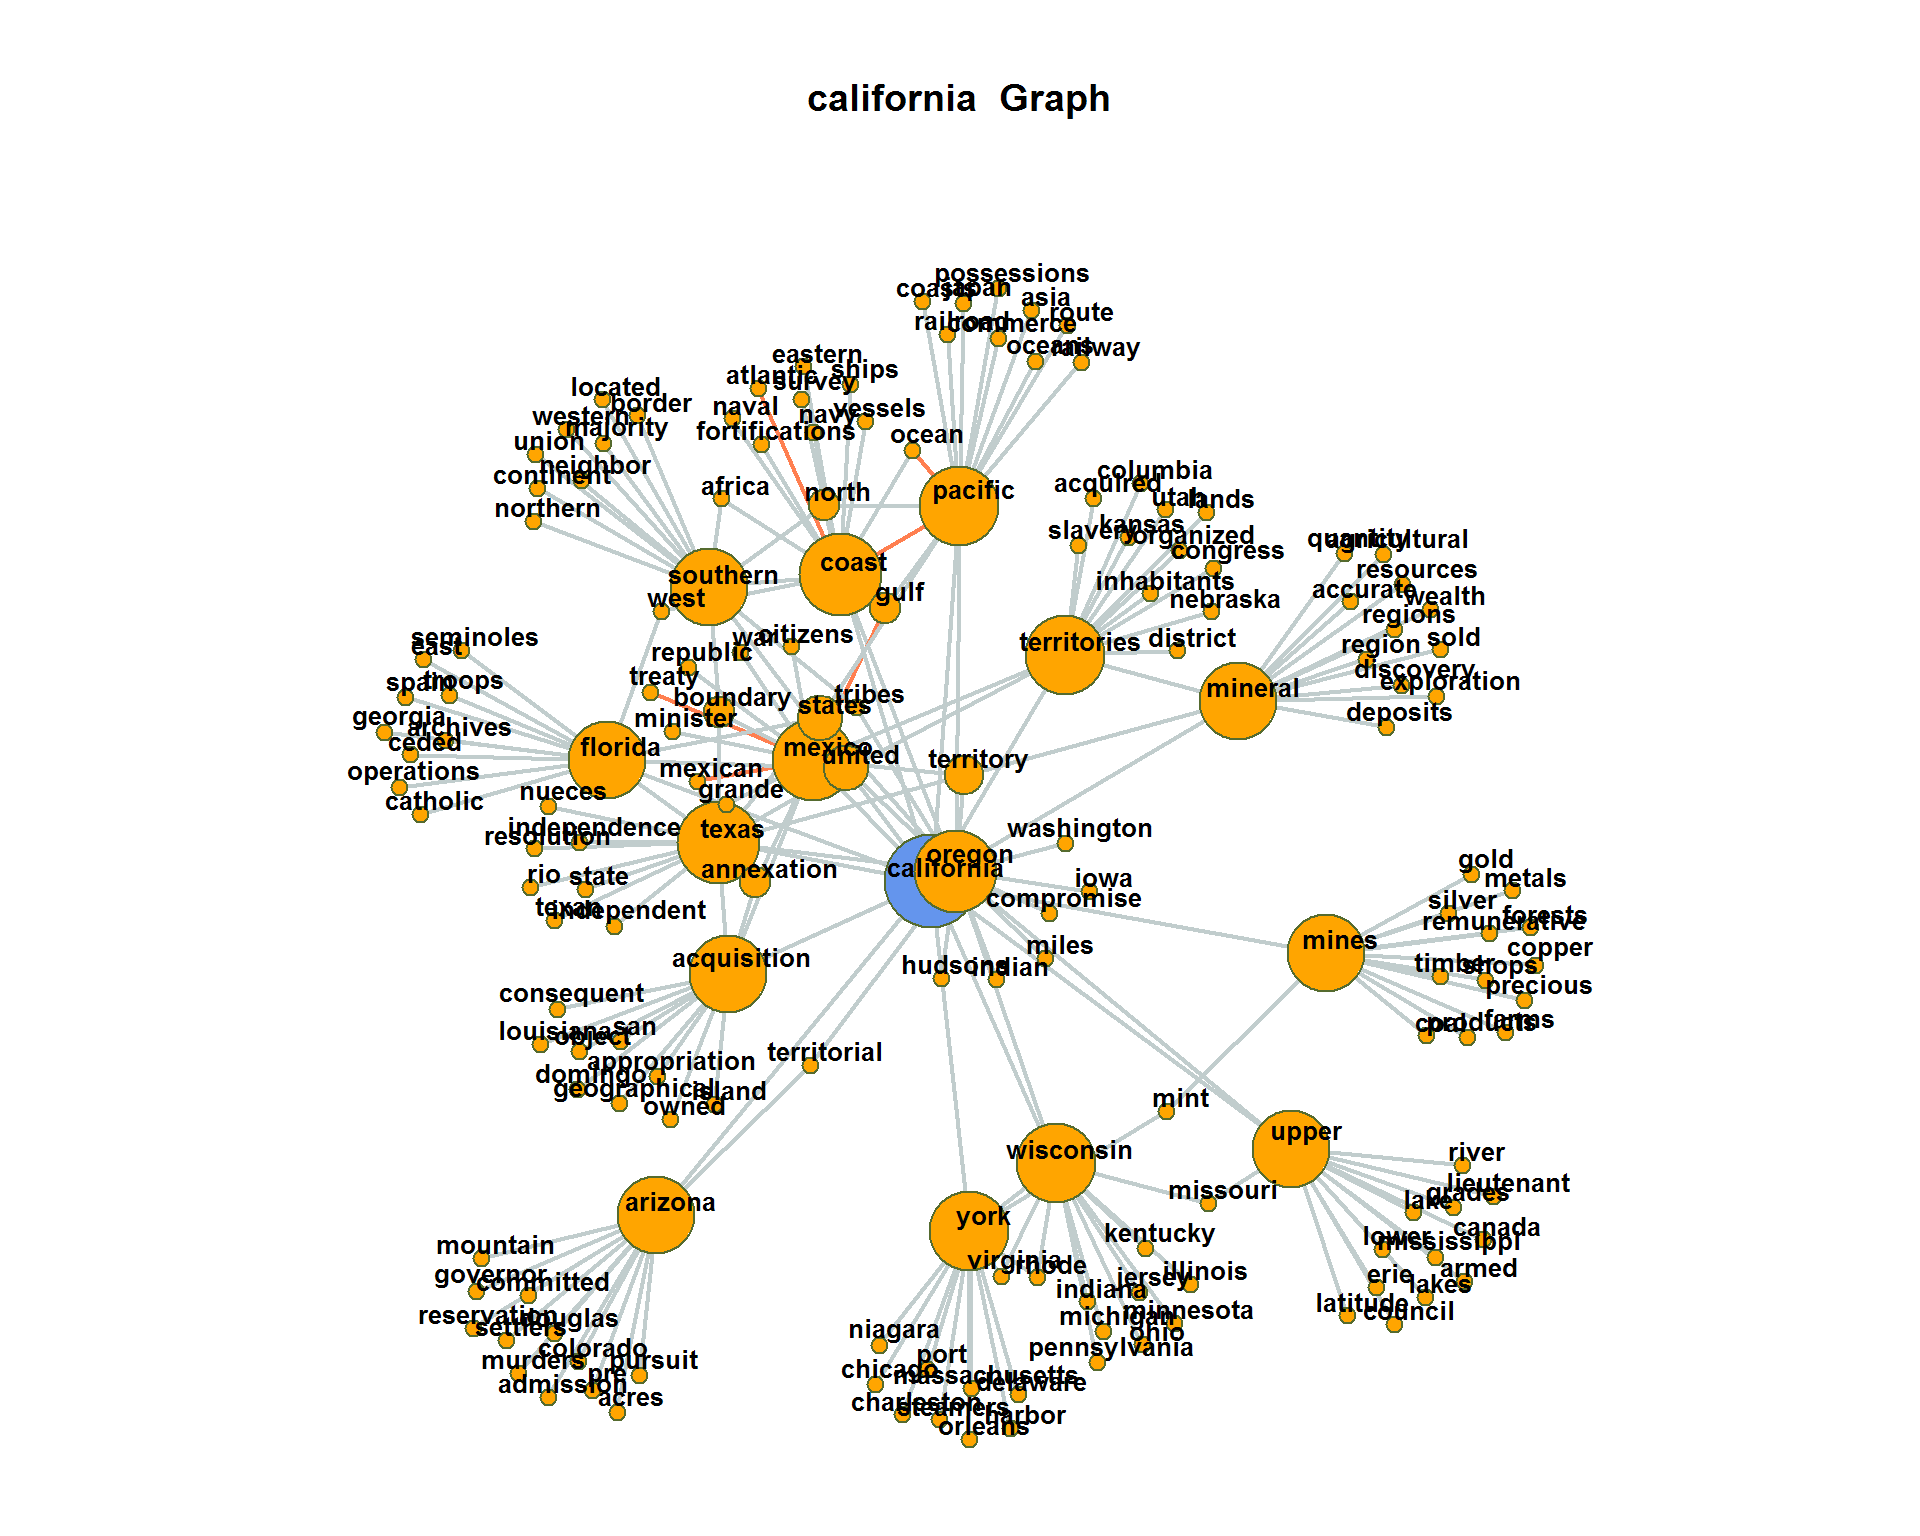 california  Graph
possessions
coasts
japan
asia
route
railroad
commerce
oceans
railway
eastern
atlantic
survey
ships
located
border
naval
navy
vessels
western
majority
fortifications
ocean
union
neighbor
continent
northern
africa
north
pacific
columbia
acquired
utah
lands
slavery
kansas
organized
congress
quantity
agricultural
resources
southern
coast
west
gulf
inhabitants
nebraska
accurate
wealth
regions
seminoles
east
war
citizens
republic
territories
district
region
sold
spain
troops
treaty
boundary
tribes
states
mineral
discovery
exploration
georgia
archives
minister
deposits
ceded
florida
mexico
united
territory
operations
mexican
catholic
nueces
grande
independence
resolution
texas
washington
oregon
california
rio
state
annexation
iowa
compromise
gold
metals
silver
texan
independent
remunerative
forests
mines
copper
acquisition
hudsons
indian
miles
timber
shops
precious
consequent
louisiana
object
san
coal
products
farms
domingo
appropriation
territorial
geographical
island
owned
mint
upper
wisconsin
river
missouri
lieutenant
grades
lake
arizona
york
kentucky
canada
lower
mississippi
mountain
governor
committed
virginia
rhode
indiana
jersey
illinois
erie
lakes
armed
reservation
douglas
settlers
michigan
minnesota
latitude
council
niagara
ohio
colorado
murders
pursuit
port
pennsylvania
pre
admission
acres
chicago
massachusetts
delaware
charleston
steamers
harbor
orleans